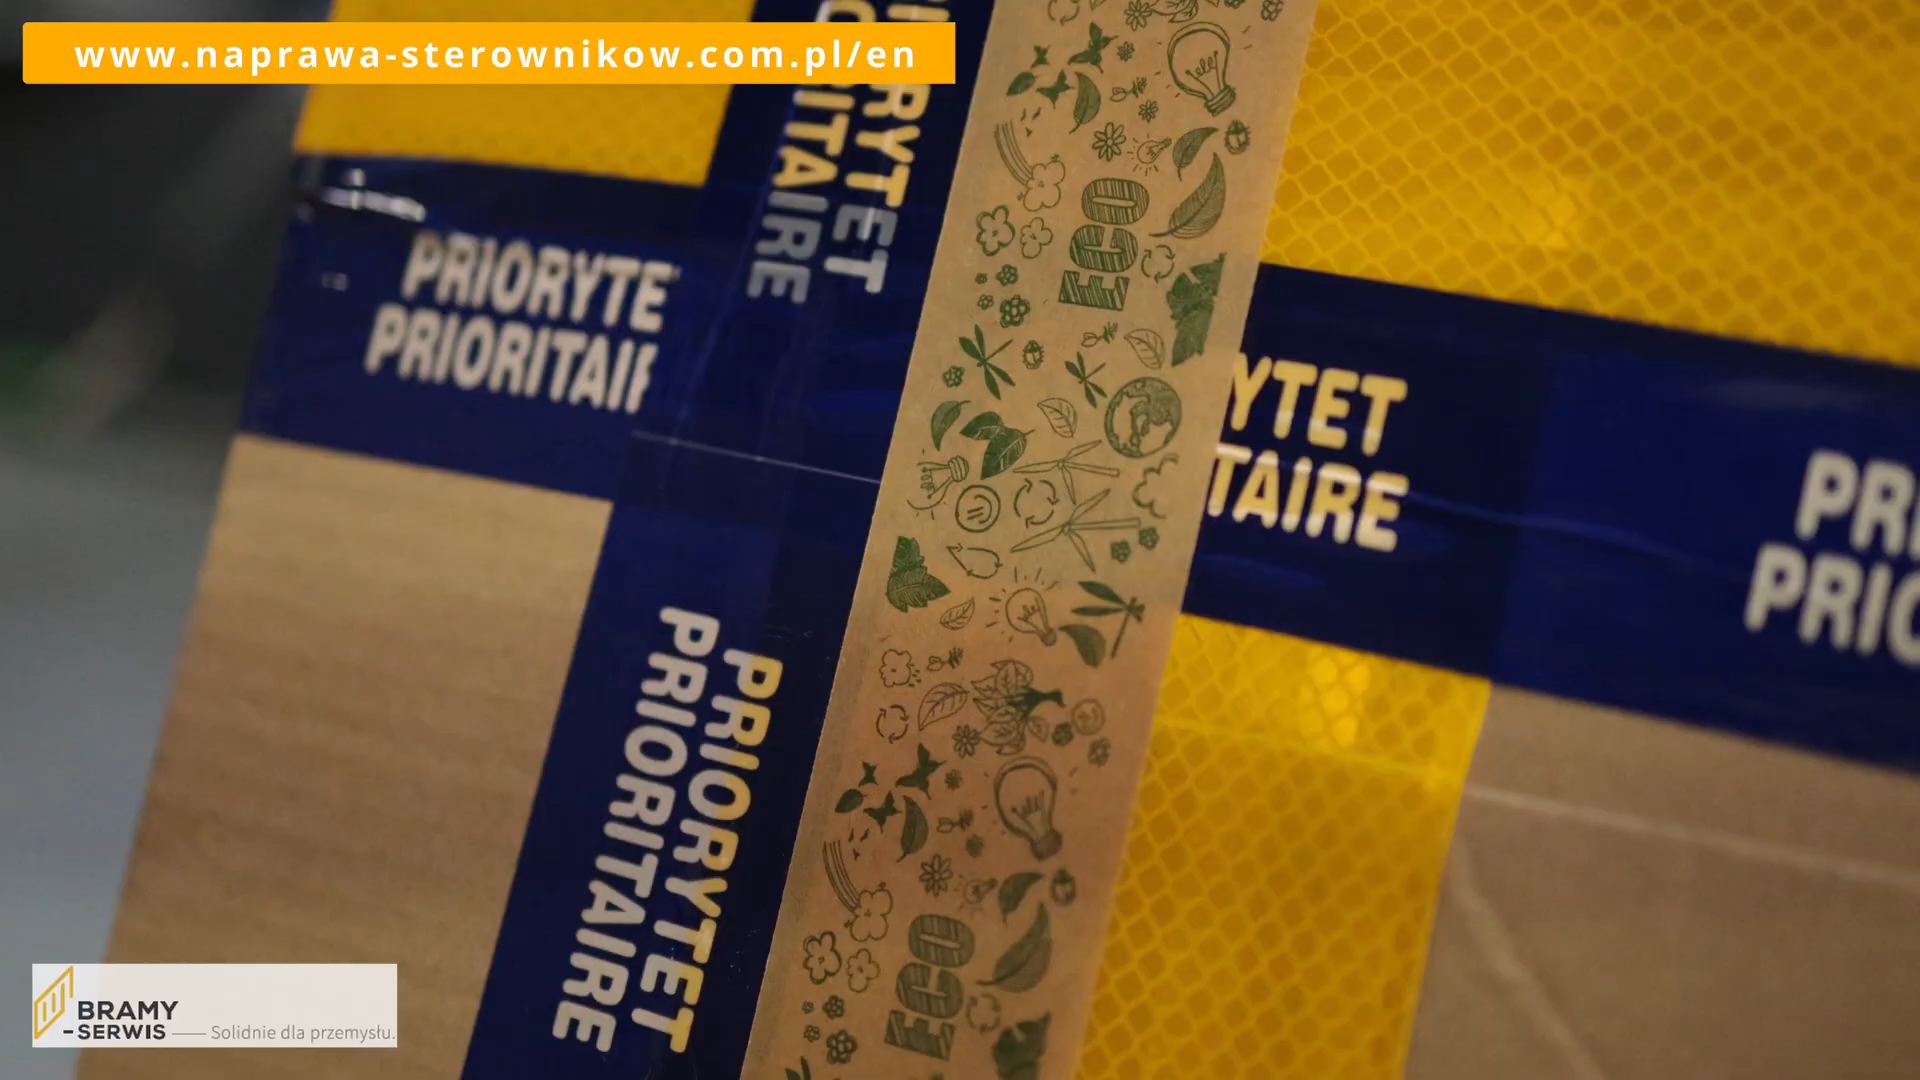 www.naprawa-sterownikow.com.pl/en
RYTET
ITAIRE
PRIORYTE
PRIORITAI
ECO
YTET
TAIRE
PRI
PRIO
PRIORYTET
PRIORITAIRE
ECO
BRAMY
-SERWIS
Solidnie dla przemysłu.